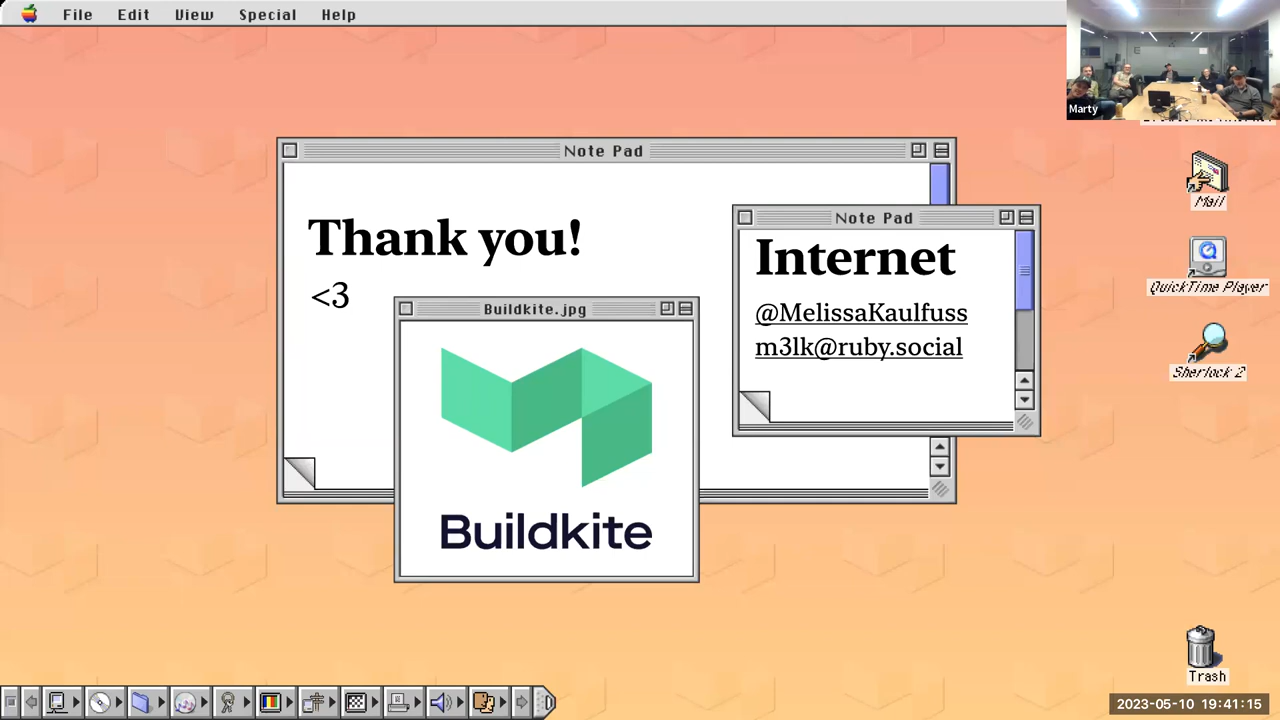 File Edit View Special Help
Marty
Note Pad
Thank you!
<3
Note Pad
Internet
@MelissaKaulfuss
m3lk@ruby.social
Buildkite.jpg
Buildkite
Mail
QuickTime Player
Sherlock 2
Trash
2023-05-10 19:41:15